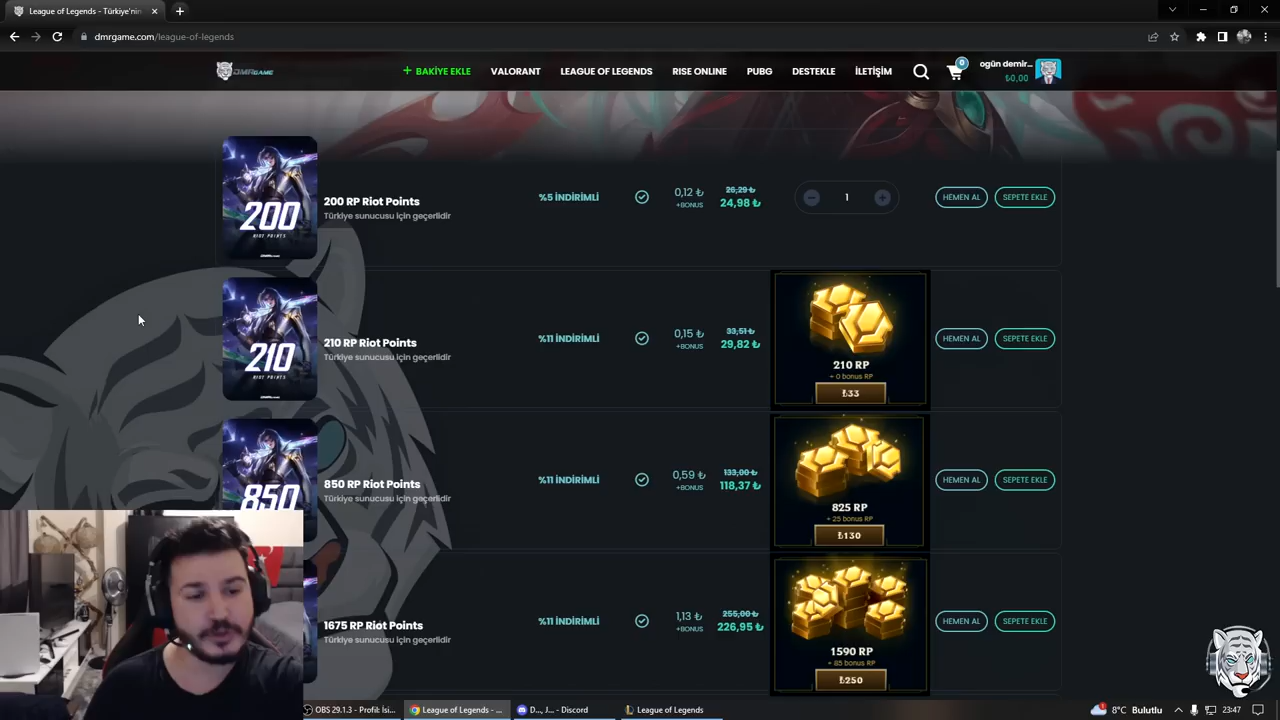 League of Legends - Türkiye'nin
dmrgame.com/league-of-legends
DMRGAME
+ BAKİYE EKLE
VALORANT
LEAGUE OF LEGENDS
RISE ONLINE
PUBG
DESTEKLE
İLETİŞİM
0
ogün demir...
₺0,00
200
RIOT POINTS
200 RP Riot Points
Türkiye sunucusu için geçerlidir
%5 İNDİRİMLİ
0,12 ₺
+BONUS
26,29 ₺
24,98 ₺
1
HEMEN AL
SEPETE EKLE
210
RIOT POINTS
210 RP Riot Points
Türkiye sunucusu için geçerlidir
%11 İNDİRİMLİ
0,15 ₺
+BONUS
33,51 ₺
29,82 ₺
210 RP
+ 0 bonus RP
₺33
HEMEN AL
SEPETE EKLE
850
850 RP Riot Points
Türkiye sunucusu için geçerlidir
%11 İNDİRİMLİ
0,59 ₺
+BONUS
133,00 ₺
118,37 ₺
825 RP
+ 25 bonus RP
₺130
HEMEN AL
SEPETE EKLE
1675 RP Riot Points
Türkiye sunucusu için geçerlidir
%11 İNDİRİMLİ
1,13 ₺
+BONUS
255,00 ₺
226,95 ₺
1590 RP
+ 85 bonus RP
₺250
HEMEN AL
SEPETE EKLE
OBS 29.1.3 - Profil: İsi...
League of Legends - ...
D..., J... - Discord
League of Legends
8°C Bulutlu
23:47